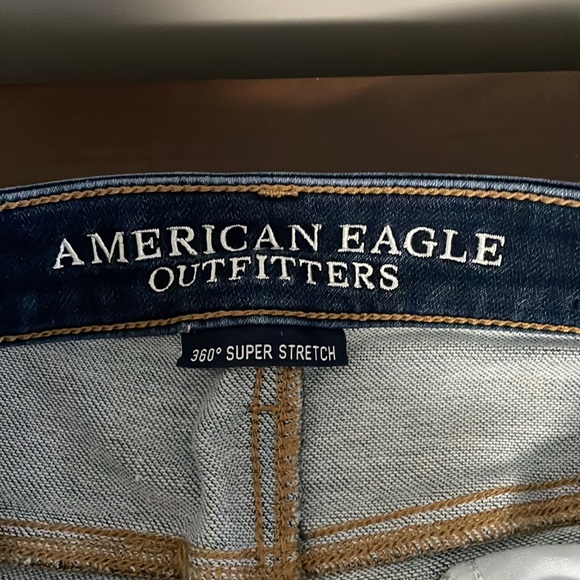 AMERICAN EAGLE
OUTFITTERS
360° SUPER STRETCH